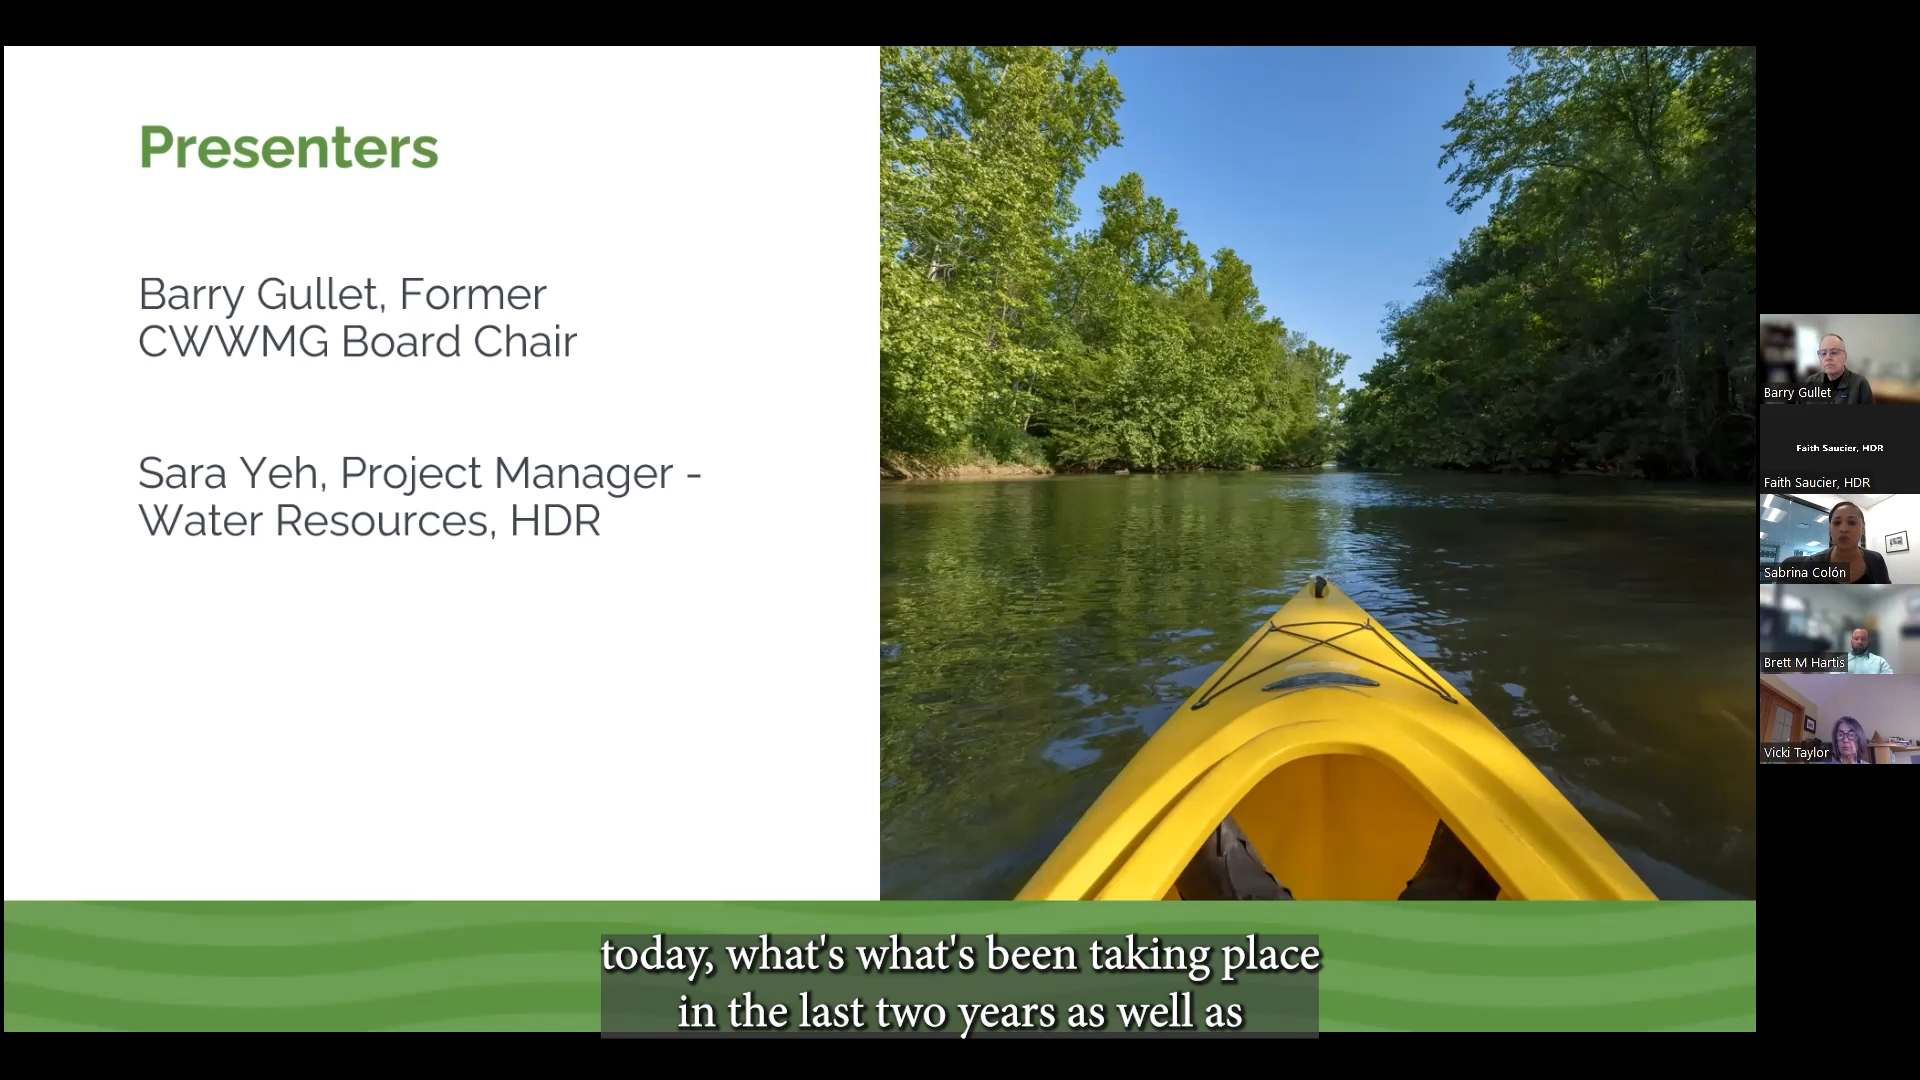 Presenters
Barry Gullet, Former
CWWMG Board Chair
Sara Yeh, Project Manager -
Water Resources, HDR
Barry Gullet
Faith Saucier, HDR
Faith Saucier, HDR
Sabrina Colón
Brett M Hartis
Vicki Taylor
today, what's what's been taking place
in the last two years as well as